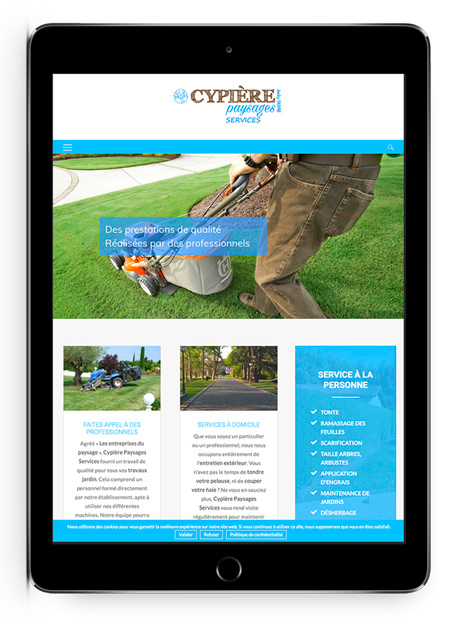 CYPIÈRE
paysages
SERVICES
Des prestations de qualité
Réalisées par des professionnels
FAITES APPEL À DES
PROFESSIONNELS
Agréé « Les entreprises du
paysage », Cypière Paysages
Services fourni un travail de
qualité pour tous vos travaux
jardin. Cela comprend un
personnel formé directement
par notre établissement, apte à
utiliser nos différentes
machines. Notre équipe pourra
SERVICES À DOMICILE
Que vous soyez un particulier
ou un professionnel, nous nous
occupons entièrement de
l'entretien extérieur. Vous
n'avez pas le temps de tondre
votre pelouse, ni de couper
votre haie ? Ne vous en souciez
plus, Cypière Paysages
Services vous rend visite
régulièrement pour maintenir
SERVICE À LA
PERSONNE
TONTE
RAMASSAGE DES
FEUILLES
SCARIFICATION
TAILLE ARBRES,
ARBUSTES
APPLICATION
D'ENGRAIS
MAINTENANCE DE
JARDINS
DÉSHERBAGE
Nous utilisons des cookies pour vous garantir la meilleure expérience sur notre site web. Si vous continuez à utiliser ce site, nous supposerons que vous en êtes satisfait.
Valider Refuser Politique de confidentialité